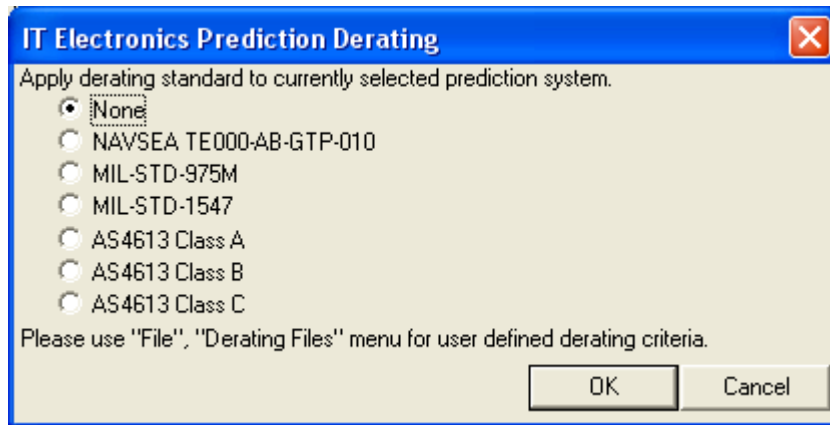 IT Electronics Prediction Derating
Apply derating standard to currently selected prediction system.
None
NAVSEA TE000-AB-GTP-010
MIL-STD-975M
MIL-STD-1547
AS4613 Class A
AS4613 Class B
AS4613 Class C
Please use "File", "Derating Files" menu for user defined derating criteria.
OK Cancel